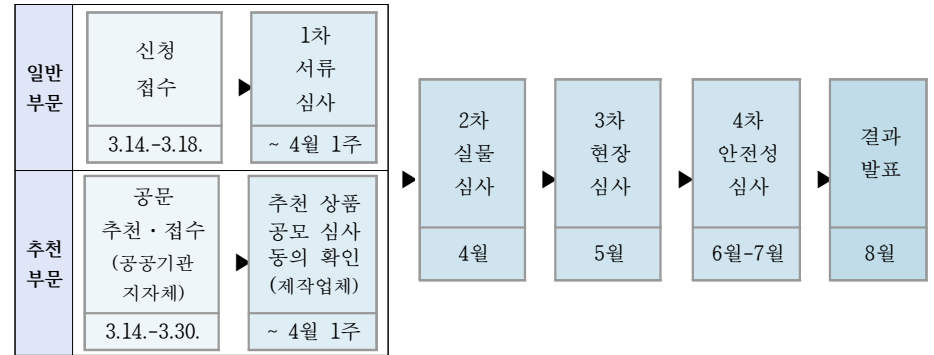 일반
부문
신청
접수
3.14.-3.18.
▶
1차
서류
심사
~ 4월 1주
추천
부문
공문
추천·접수
(공공기관
지자체)
3.14.-3.30.
▶
추천 상품
공모 심사
동의 확인
(제작업체)
~ 4월 1주
▶
2차
실물
심사
4월
▶
3차
현장
심사
5월
▶
4차
안전성
심사
6월-7월
▶
결과
발표
8월